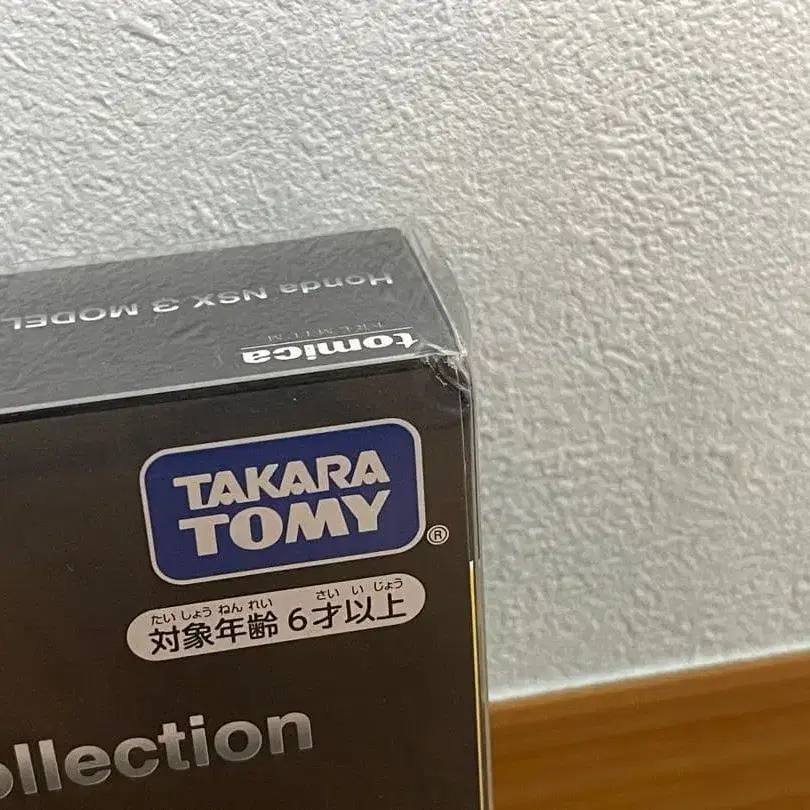 Honda NSX 3 MODEL
tomica
PREMIUM
TAKARA
TOMY
®
たいしょうねんれい さいいじょう
対象年齢 6才以上
ollection